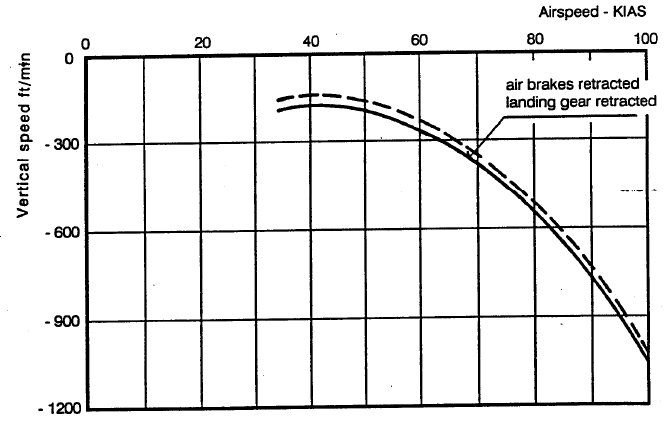 Airspeed - KIAS
0 20 40 60 80 100
0
air brakes retracted
landing gear retracted
- 300
- 600
- 900
- 1200
Vertical speed ft/min